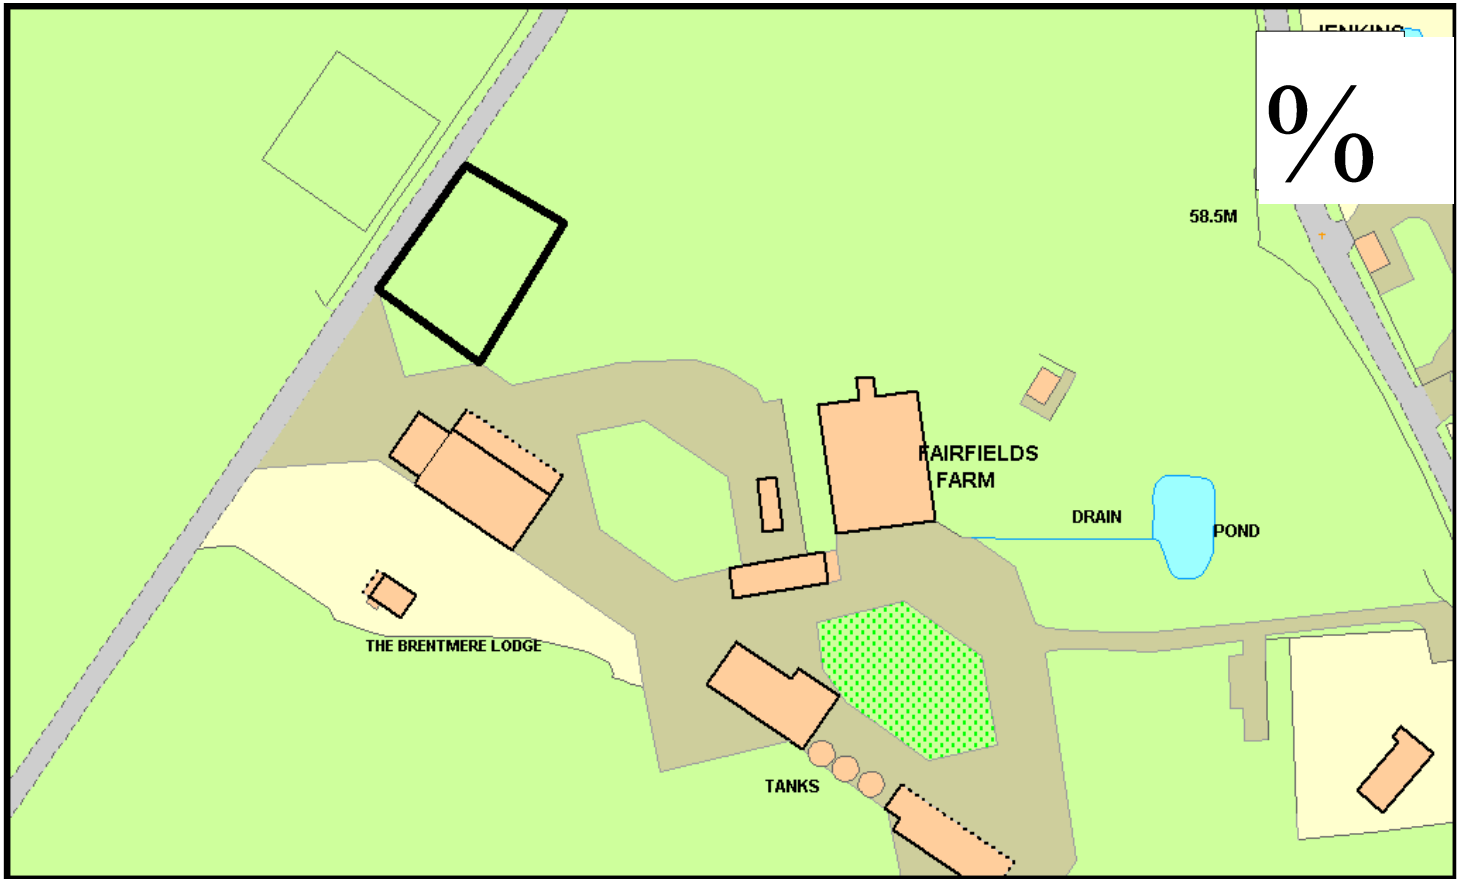 %
58.5M
FAIRFIELDS
FARM
DRAIN
POND
THE BRENTMERE LODGE
TANKS